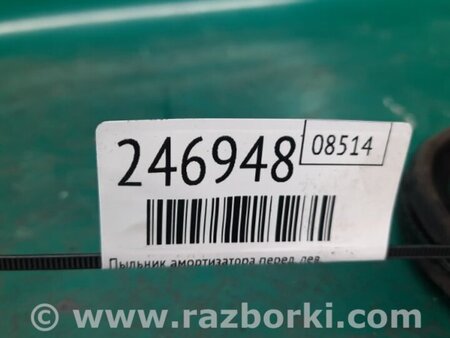 246948
08514
Пыльник амортизатора перед. лев.
© www.razborki.com